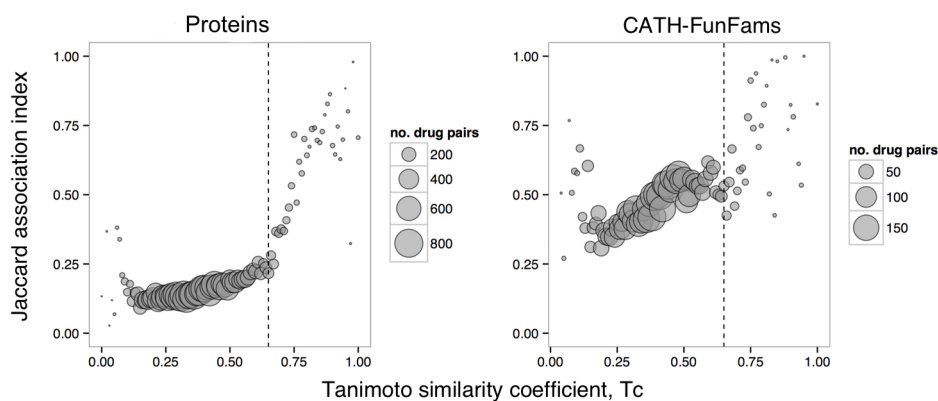 Proteins
CATH-FunFams
Jaccard association index
1.00
0.75
0.50
0.25
0.00
0.00 0.25 0.50 0.75 1.00
no. drug pairs
200
400
600
800
1.00
0.75
0.50
0.25
0.00
0.00 0.25 0.50 0.75 1.00
no. drug pairs
50
100
150
Tanimoto similarity coefficient, Tc